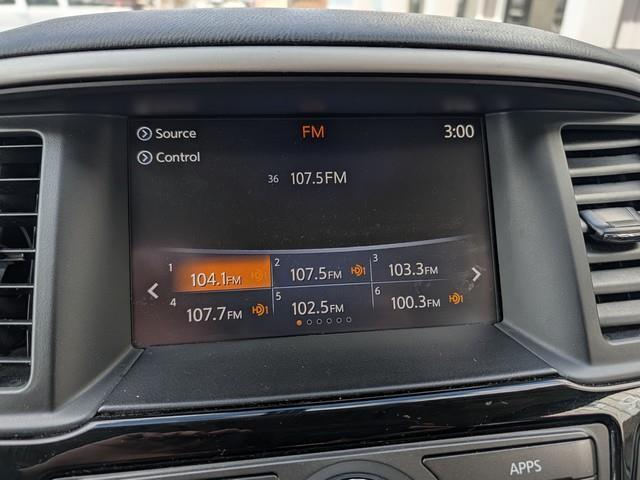 Source FM 3:00
Control
36 107.5FM
1 104.1FM 2 107.5FM 3 103.3FM
4 107.7FM 5 102.5FM 6 100.3FM
APPS